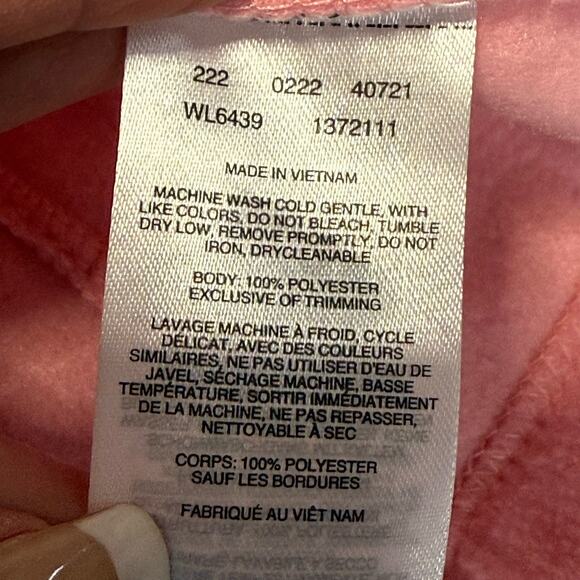 222 0222 40721
WL6439 1372111
MADE IN VIETNAM
MACHINE WASH COLD GENTLE, WITH
LIKE COLORS, DO NOT BLEACH, TUMBLE
DRY LOW, REMOVE PROMPTLY, DO NOT
IRON, DRYCLEANABLE
BODY: 100% POLYESTER
EXCLUSIVE OF TRIMMING
LAVAGE MACHINE À FROID, CYCLE
DÉLICAT, AVEC DES COULEURS
SIMILAIRES, NE PAS UTILISER D'EAU DE
JAVEL, SÉCHAGE MACHINE, BASSE
TEMPÉRATURE, SORTIR IMMÉDIATEMENT
DE LA MACHINE, NE PAS REPASSER,
NETTOYABLE À SEC
CORPS: 100% POLYESTER
SAUF LES BORDURES
FABRIQUÉ AU VIÊT NAM